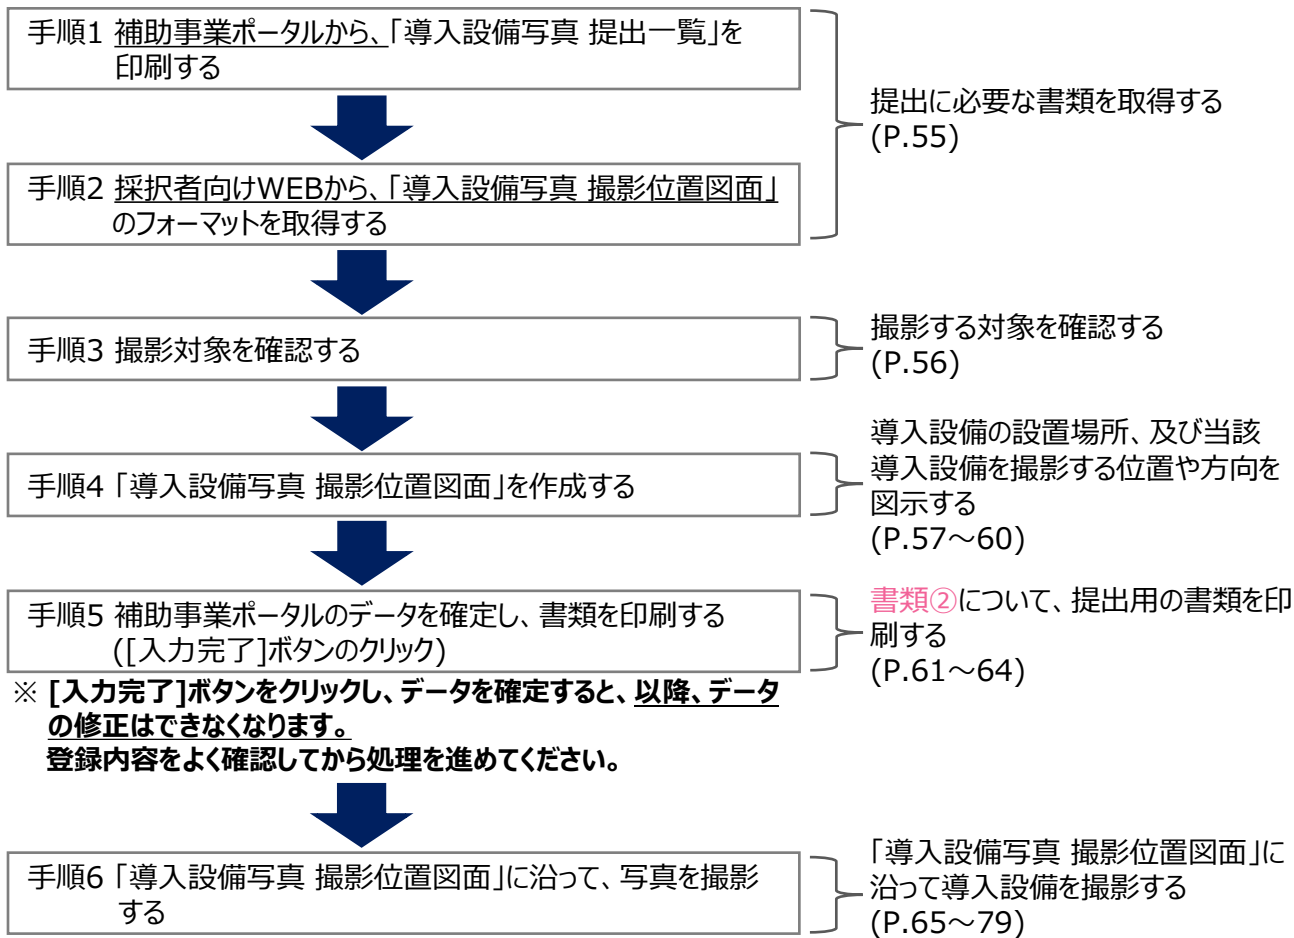 手順1 補助事業ポータルから、「導入設備写真 提出一覧」を
印刷する
提出に必要な書類を取得する
(P.55)
手順2 採択者向けWEBから、「導入設備写真 撮影位置図面」
のフォーマットを取得する
手順3 撮影対象を確認する
撮影する対象を確認する
(P.56)
手順4 「導入設備写真 撮影位置図面」を作成する
導入設備の設置場所、及び当該
導入設備を撮影する位置や方向を
図示する
(P.57～60)
手順5 補助事業ポータルのデータを確定し、書類を印刷する
([入力完了]ボタンのクリック)
書類②について、提出用の書類を印
刷する
(P.61～64)
※ [入力完了]ボタンをクリックし、データを確定すると、以降、データ
の修正はできなくなります。
登録内容をよく確認してから処理を進めてください。
手順6 「導入設備写真 撮影位置図面」に沿って、写真を撮影
する
「導入設備写真 撮影位置図面」に
沿って導入設備を撮影する
(P.65～79)